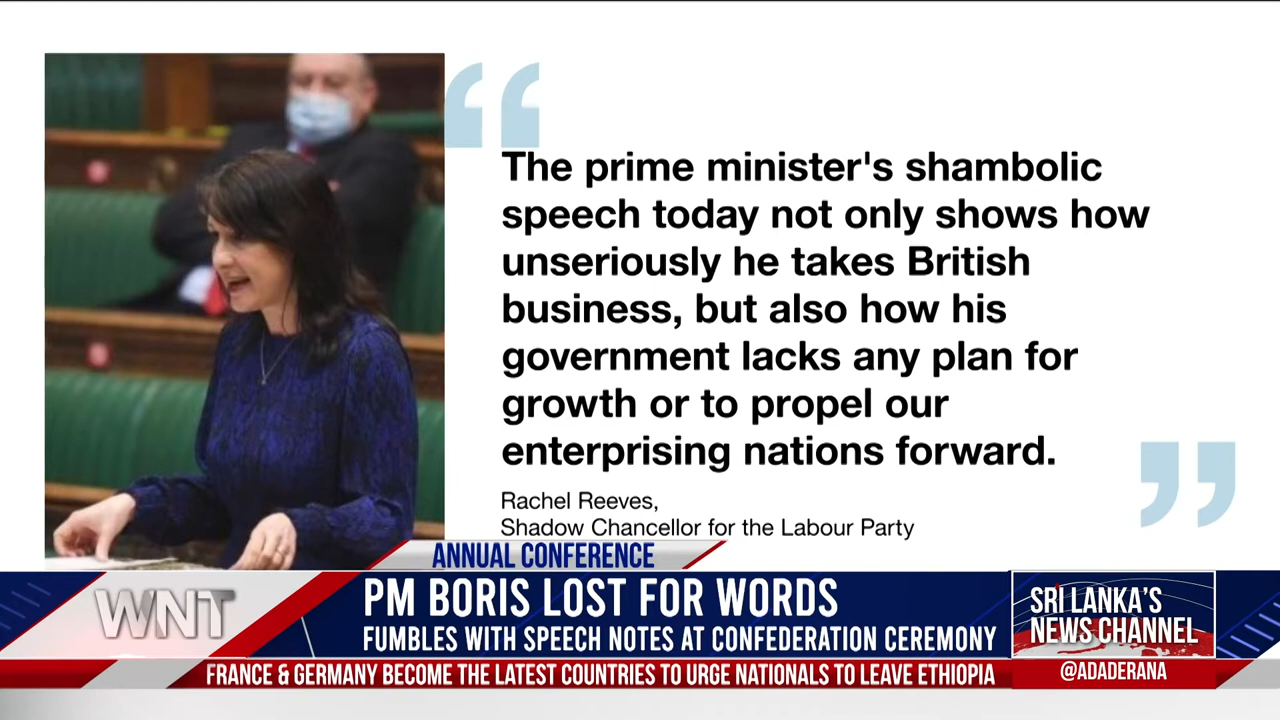 The prime minister's shambolic
speech today not only shows how
unseriously he takes British
business, but also how his
government lacks any plan for
growth or to propel our
enterprising nations forward.
Rachel Reeves,
Shadow Chancellor for the Labour Party
ANNUAL CONFERENCE
WNT
PM BORIS LOST FOR WORDS
FUMBLES WITH SPEECH NOTES AT CONFEDERATION CEREMONY
SRI LANKA'S
NEWS CHANNEL
FRANCE & GERMANY BECOME THE LATEST COUNTRIES TO URGE NATIONALS TO LEAVE ETHIOPIA
@ADADERANA